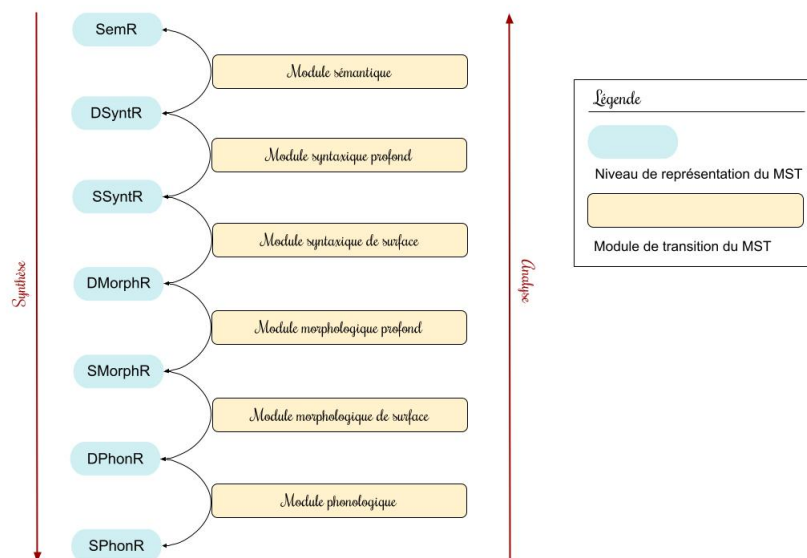 SemR
Module sémantique
DSyntR
Module syntaxique profond
SSyntR
Module syntaxique de surface
DMorphR
Module morphologique profond
SMorphR
Module morphologique de surface
DPhonR
Module phonologique
SPhonR
Synthèse
Analyse
Légende
Niveau de représentation du MST
Module de transition du MST